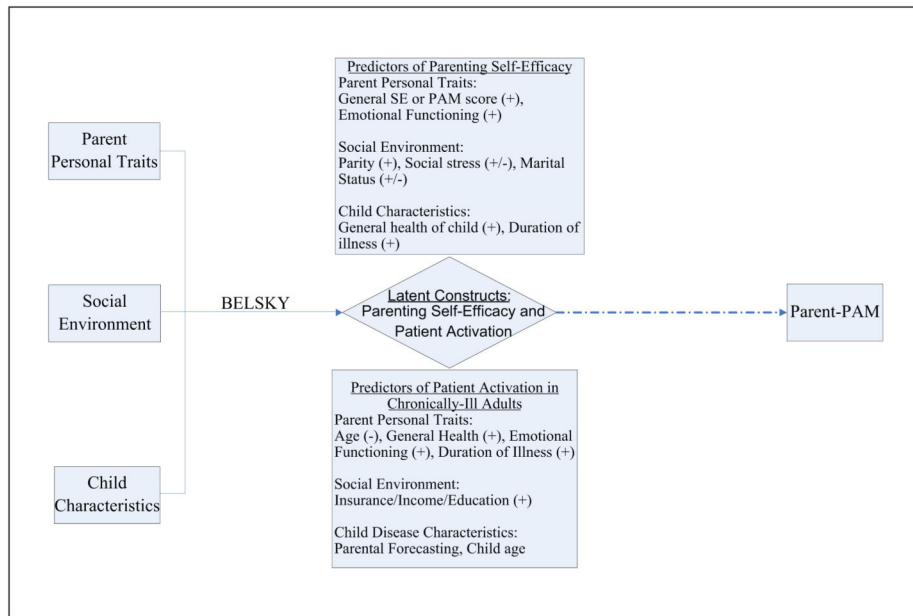 Parent
Personal Traits
Social
Environment
Child
Characteristics
BELSKY
Predictors of Parenting Self-Efficacy
Parent Personal Traits:
General SE or PAM score (+),
Emotional Functioning (+)
Social Environment:
Parity (+), Social stress (+/-), Marital
Status (+/-)
Child Characteristics:
General health of child (+), Duration of
illness (+)
Latent Constructs:
Parenting Self-Efficacy and
Patient Activation
Predictors of Patient Activation in
Chronically-Ill Adults
Parent Personal Traits:
Age (-), General Health (+), Emotional
Functioning (+), Duration of Illness (+)
Social Environment:
Insurance/Income/Education (+)
Child Disease Characteristics:
Parental Forecasting, Child age
Parent-PAM